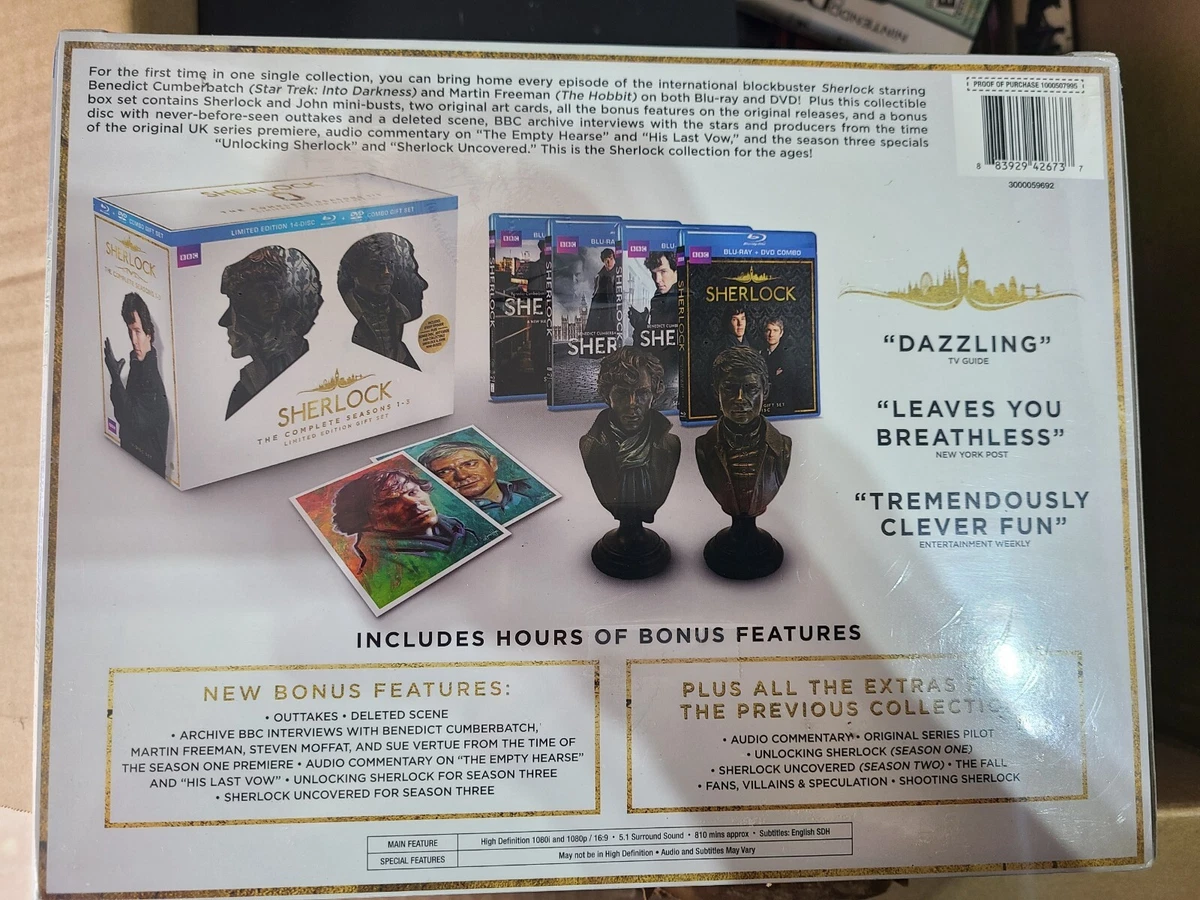 For the first time in one single collection, you can bring home every episode of the international blockbuster Sherlock starring
Benedict Cumberbatch (Star Trek: Into Darkness) and Martin Freeman (The Hobbit) on both Blu-ray and DVD! Plus this collectible
box set contains Sherlock and John mini-busts, two original art cards, all the bonus features on the original releases, and a bonus
disc with never-before-seen outtakes and a deleted scene, BBC archive interviews with the stars and producers from the time
of the original UK series premiere, audio commentary on "The Empty Hearse" and "His Last Vow," and the season three specials
"Unlocking Sherlock" and "Sherlock Uncovered." This is the Sherlock collection for the ages!
PROOF OF PURCHASE 1000507995
8 83929 42673 7
3000059692
SHERLOCK
LIMITED EDITION 14-DISC
COMBO GIFT SET
BBC
SHERLOCK
SHERLOCK
THE COMPLETE SEASONS 1-3
LIMITED EDITION GIFT SET
BBC
BLU-RAY + DVD COMBO
SHERLOCK
SHERLOCK
"DAZZLING"
TV GUIDE
"LEAVES YOU
BREATHLESS"
NEW YORK POST
"TREMENDOUSLY
CLEVER FUN"
ENTERTAINMENT WEEKLY
INCLUDES HOURS OF BONUS FEATURES
NEW BONUS FEATURES:
• OUTTAKES • DELETED SCENE
• ARCHIVE BBC INTERVIEWS WITH BENEDICT CUMBERBATCH,
MARTIN FREEMAN, STEVEN MOFFAT, AND SUE VERTUE FROM THE TIME OF
THE SEASON ONE PREMIERE • AUDIO COMMENTARY ON "THE EMPTY HEARSE"
AND "HIS LAST VOW" • UNLOCKING SHERLOCK FOR SEASON THREE
• SHERLOCK UNCOVERED FOR SEASON THREE
PLUS ALL THE EXTRAS
THE PREVIOUS
• AUDIO COMMENTARY • ORIGINAL SERIES PILOT
• UNLOCKING SHERLOCK (SEASON ONE)
• SHERLOCK UNCOVERED (SEASON TWO) • THE FALL
• FANS, VILLAINS & SPECULATION • SHOOTING SHERLOCK
MAIN FEATURE High Definition 1080i and 1080p / 16:9 • 5.1 Surround Sound • 810 mins approx • Subtitles: English SDH
SPECIAL FEATURES May not be in High Definition • Audio and Subtitles May Vary